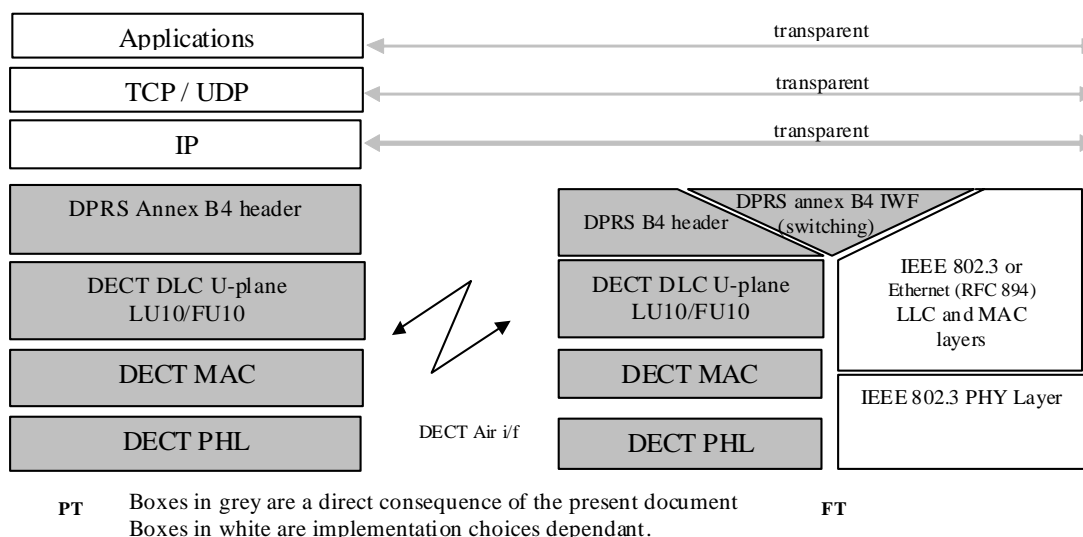 Applications
transparent
TCP / UDP
transparent
IP
transparent
DPRS Annex B4 header
DPRS B4 header
DPRS annex B4 IWF
(switching)
DECT DLC U-plane
LU10/FU10
DECT DLC U-plane
LU10/FU10
IEEE 802.3 or
Ethernet (RFC 894)
LLC and MAC
layers
DECT MAC
DECT MAC
IEEE 802.3 PHY Layer
DECT PHL
DECT Air i/f
DECT PHL
PT
Boxes in grey are a direct consequence of the present document
Boxes in white are implementation choices dependant.
FT